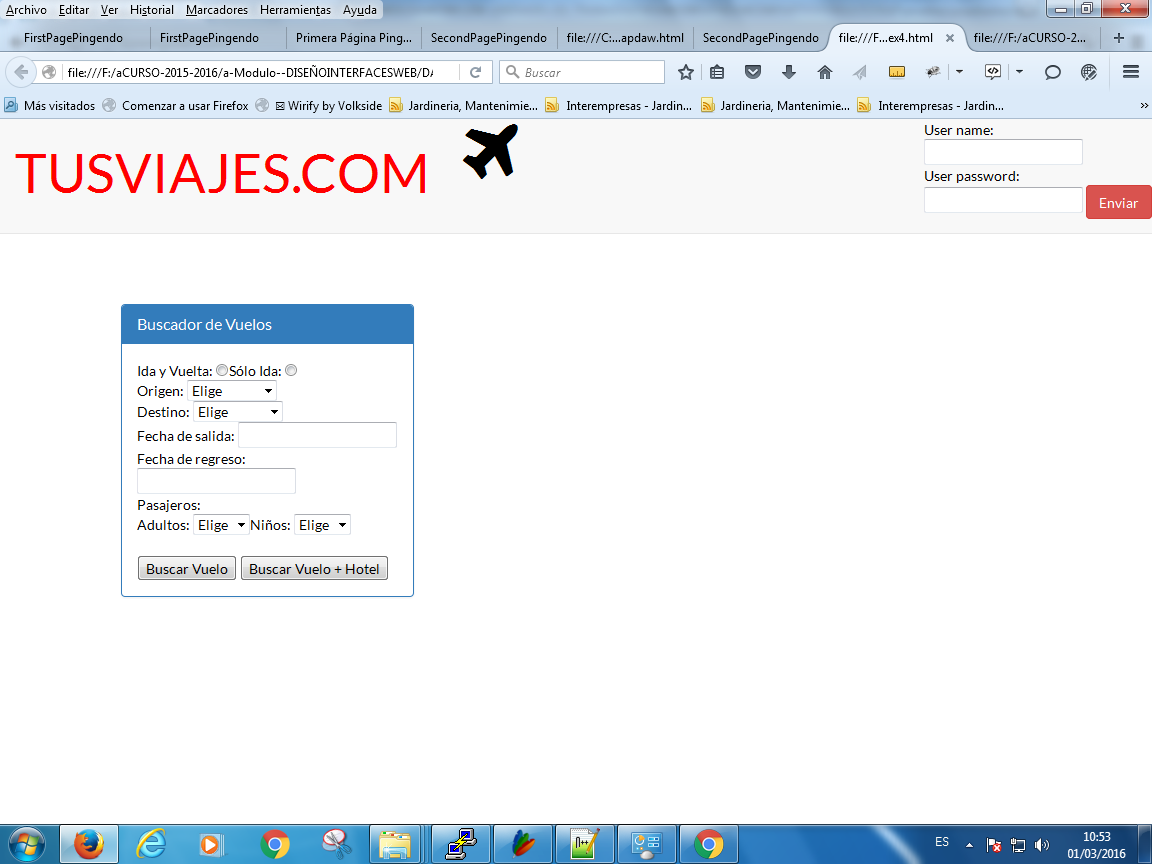 Archivo Editar Ver Historial Marcadores Herramientas Ayuda
FirstPagePingendo FirstPagePingendo Primera Página Ping... SecondPagePingendo file:///C:...apdaw.html SecondPagePingendo file:///F...ex4.html file:///F:/aCURSO-2...
file:///F:/aCURSO-2015-2016/a-Modulo--DISEÑOINTERFACESWEB/DA Buscar
Más visitados Comenzar a usar Firefox Wirify by Volkside Jardineria, Mantenimie... Interempresas - Jardin... Jardineria, Mantenimie... Interempresas - Jardin... »
TUSVIAJES.COM
User name:
User password:
Enviar
Buscador de Vuelos
Ida y Vuelta: Sólo Ida:
Origen: Elige
Destino: Elige
Fecha de salida:
Fecha de regreso:
Pasajeros:
Adultos: Elige Niños: Elige
Buscar Vuelo Buscar Vuelo + Hotel
ES 10:53
01/03/2016